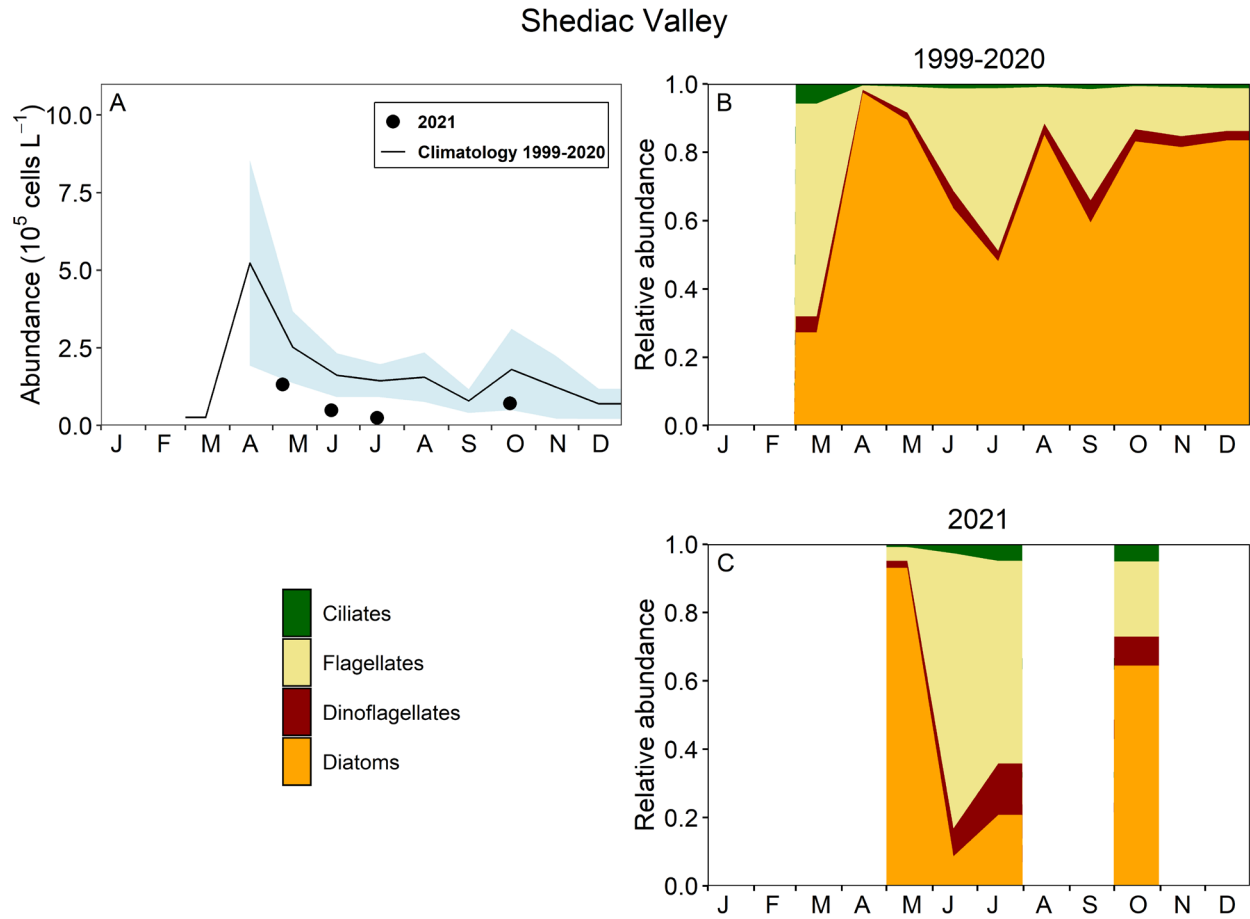 Shediac Valley
A
Abundance (10⁵ cells L⁻¹)
10.0
7.5
5.0
2.5
0.0
2021
Climatology 1999-2020
J F M A M J J A S O N D
1999-2020
B
Relative abundance
1.0
0.8
0.6
0.4
0.2
0.0
J F M A M J J A S O N D
Ciliates
Flagellates
Dinoflagellates
Diatoms
2021
C
Relative abundance
1.0
0.8
0.6
0.4
0.2
0.0
J F M A M J J A S O N D